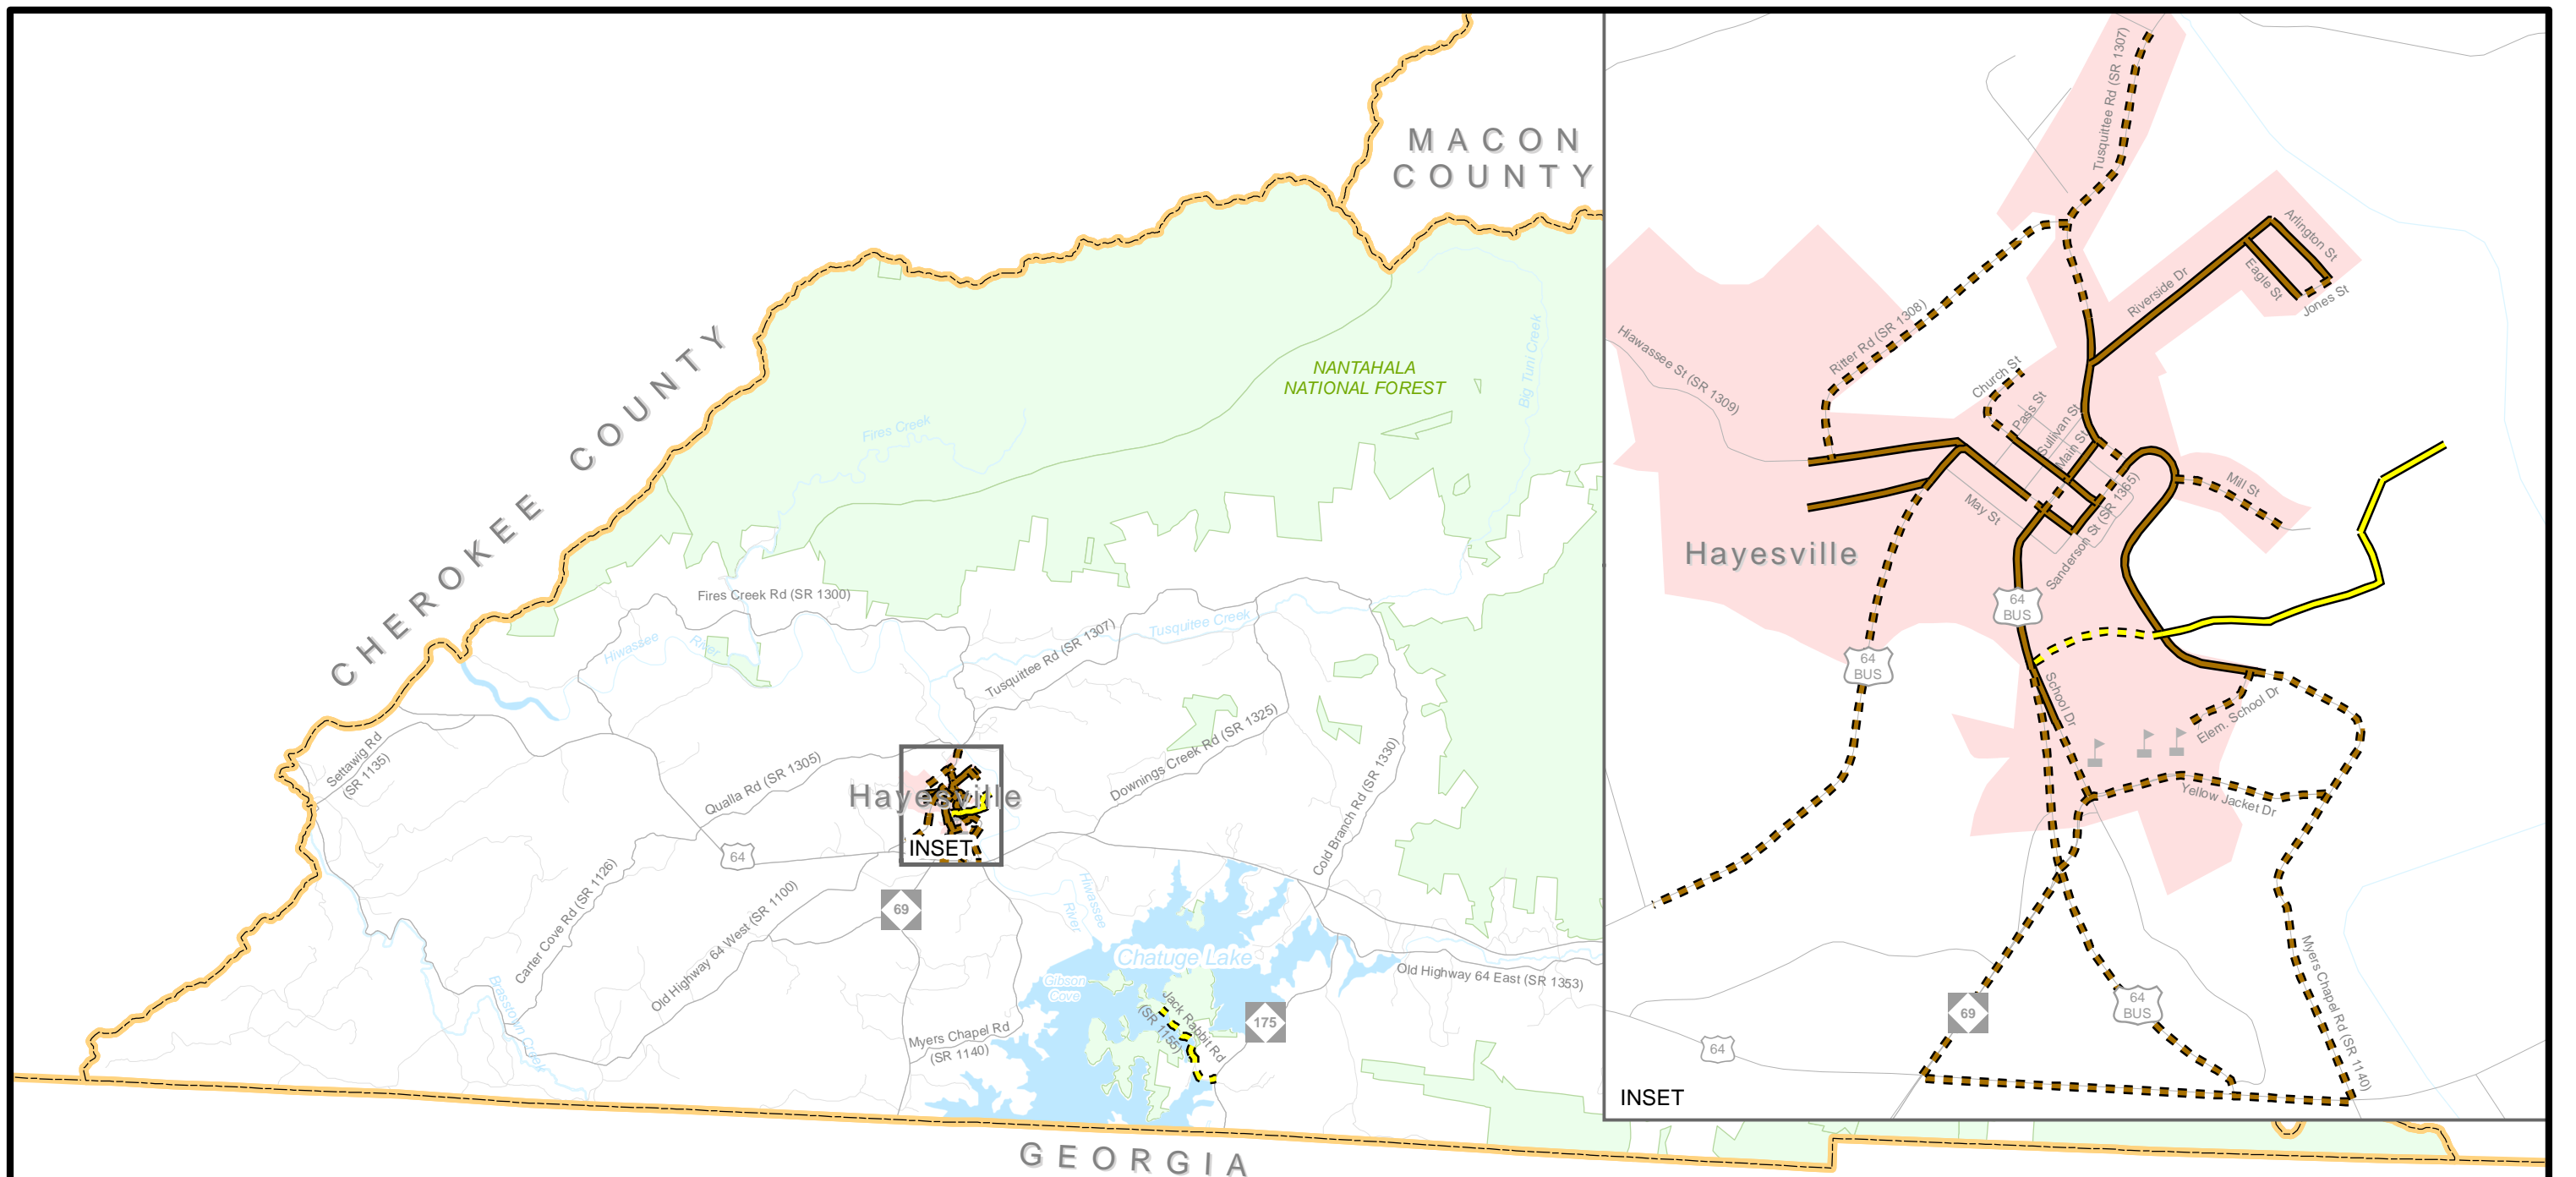 MACON
COUNTY
CHEROKEE COUNTY
NANTAHALA
NATIONAL FOREST
Big Tuni Creek
Fires Creek
Fires Creek Rd (SR 1300)
Hiwassee River
Tusquittee Rd (SR 1307)
Tusquitee Creek
Settawig Rd
(SR 1135)
Qualla Rd (SR 1305)
Downings Creek Rd (SR 1325)
Cold Branch Rd (SR 1330)
Hayesville
INSET
64
69
Carter Cove Rd (SR 1126)
Old Highway 64 West (SR 1100)
Hiwassee
River
Chatuge Lake
Gibson
Cove
Jack Rabbit Rd
(SR 1155)
175
Old Highway 64 East (SR 1353)
Brasstown Creek
Myers Chapel Rd
(SR 1140)
GEORGIA
Tusquittee Rd (SR 1307)
Arlington St
Eagle St
Jones St
Riverside Dr
Ritter Rd (SR 1308)
Hiawassee St (SR 1309)
Church St
Pass St
Sullivan St
Main St
May St
Sanderson St (SR 1365)
Mill St
Hayesville
64
BUS
64
BUS
School Dr
Elem. School Dr
Yellow Jacket Dr
Myers Chapel Rd (SR 1140)
69
64
BUS
64
INSET